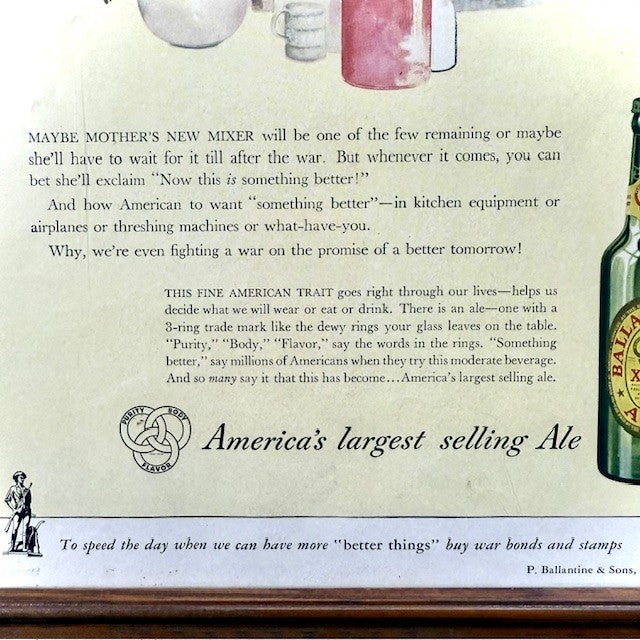 MAYBE MOTHER'S NEW MIXER will be one of the few remaining or maybe
she'll have to wait for it till after the war. But whenever it comes, you can
bet she'll exclaim "Now this is something better!"
And how American to want "something better"—in kitchen equipment or
airplanes or threshing machines or what-have-you.
Why, we're even fighting a war on the promise of a better tomorrow!
THIS FINE AMERICAN TRAIT goes right through our lives—helps us
decide what we will wear or eat or drink. There is an ale—one with a
3-ring trade mark like the dewy rings your glass leaves on the table.
"Purity," "Body," "Flavor," say the words in the rings. "Something
better," say millions of Americans when they try this moderate beverage.
And so many say it that this has become...America's largest selling ale.
PURITY BODY
FLAVOR
America's largest selling Ale
BALLA
X
A
To speed the day when we can have more "better things" buy war bonds and stamps
P. Ballantine & Sons,